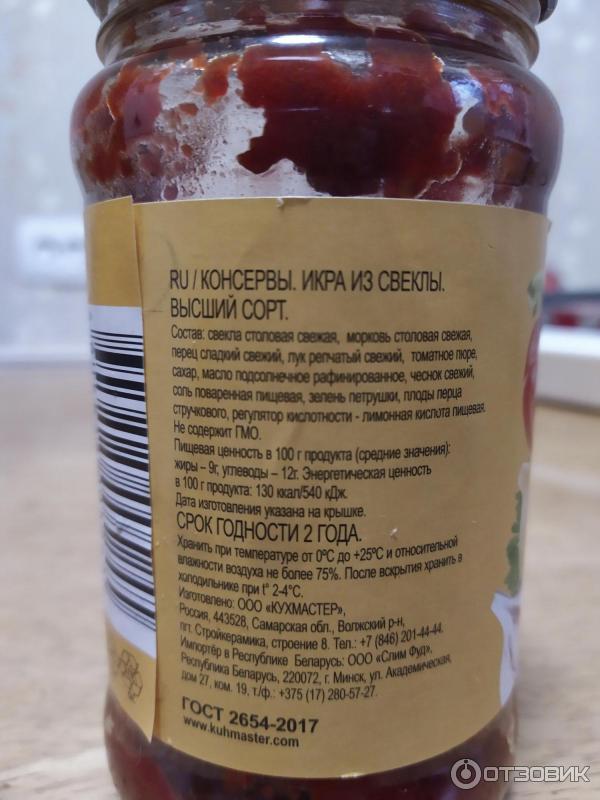 RU / КОНСЕРВЫ. ИКРА ИЗ СВЕКЛЫ.
ВЫСШИЙ СОРТ.
Состав: свекла столовая свежая, морковь столовая свежая,
перец сладкий свежий, лук репчатый свежий, томатное пюре,
сахар, масло подсолнечное рафинированное, чеснок свежий,
соль поваренная пищевая, зелень петрушки, плоды перца
стручкового, регулятор кислотности - лимонная кислота пищевая.
Не содержит ГМО.
Пищевая ценность в 100 г продукта (средние значения):
жиры – 9г, углеводы – 12г. Энергетическая ценность
в 100 г продукта: 130 ккал/540 кДж.
Дата изготовления указана на крышке.
СРОК ГОДНОСТИ 2 ГОДА.
Хранить при температуре от 0ºС до +25ºС и относительной
влажности воздуха не более 75%. После вскрытия хранить в
холодильнике при t° 2-4°С.
Изготовлено: ООО «КУХМАСТЕР»,
Россия, 443528, Самарская обл., Волжский р-н,
пгт. Стройкерамика, строение 8. Тел.: +7 (846) 201-44-44.
Импортёр в Республике Беларусь: ООО «Слим Фуд»,
Республика Беларусь, 220072, г. Минск, ул. Академическая,
дом 27, ком. 19, т./ф.: +375 (17) 280-57-27.
ГОСТ 2654-2017
www.kuhmaster.com
ОТЗОВИК